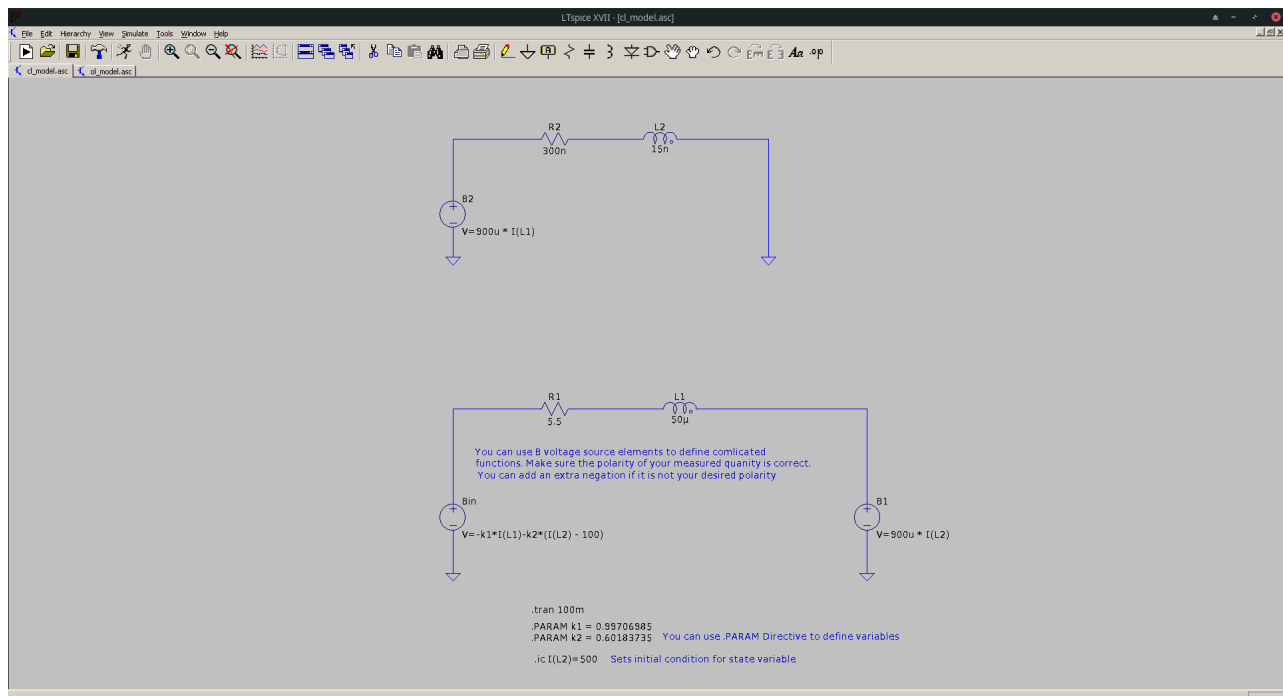 LTspice XVII - [cl_model.asc]
File Edit Hierarchy View Simulate Tools Window Help
Aa .op
cl_model.asc ol_model.asc
R2
300n
L2
15n
B2
V=900u * I(L1)
R1
5.5
L1
50µ
You can use B voltage source elements to define comlicated
functions. Make sure the polarity of your measured quanity is correct.
You can add an extra negation if it is not your desired polarity
Bin
V=-k1*I(L1)-k2*(I(L2) - 100)
B1
V=900u * I(L2)
.tran 100m
.PARAM k1 = 0.99706985
.PARAM k2 = 0.60183735 You can use .PARAM Directive to define variables
.ic I(L2)=500 Sets initial condition for state variable